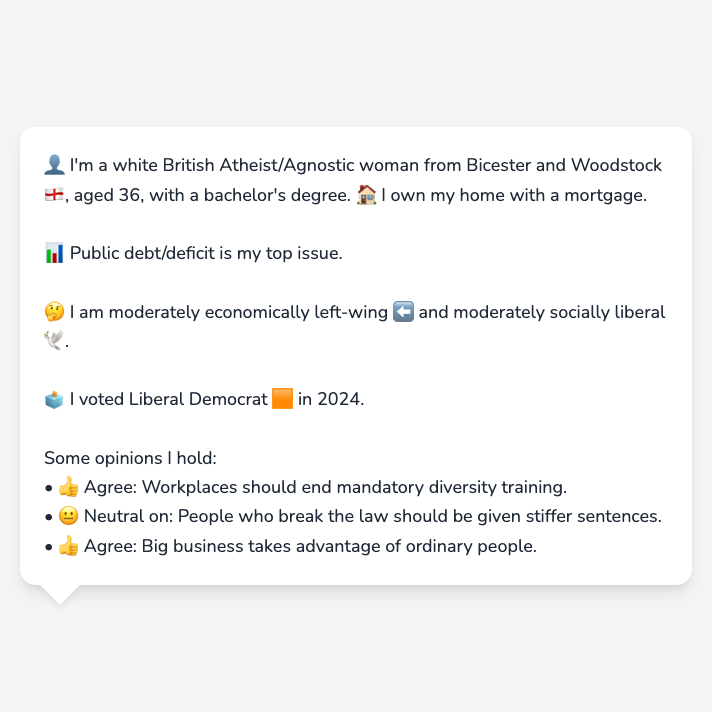 👤 I'm a white British Atheist/Agnostic woman from Bicester and Woodstock
🏴󠁧󠁢󠁥󠁮󠁧󠁿, aged 36, with a bachelor's degree. 🏠 I own my home with a mortgage.
📊 Public debt/deficit is my top issue.
🤔 I am moderately economically left-wing ⬅️ and moderately socially liberal
🕊️.
🗳️ I voted Liberal Democrat 🟧 in 2024.
Some opinions I hold:
• 👍 Agree: Workplaces should end mandatory diversity training.
• 😐 Neutral on: People who break the law should be given stiffer sentences.
• 👍 Agree: Big business takes advantage of ordinary people.